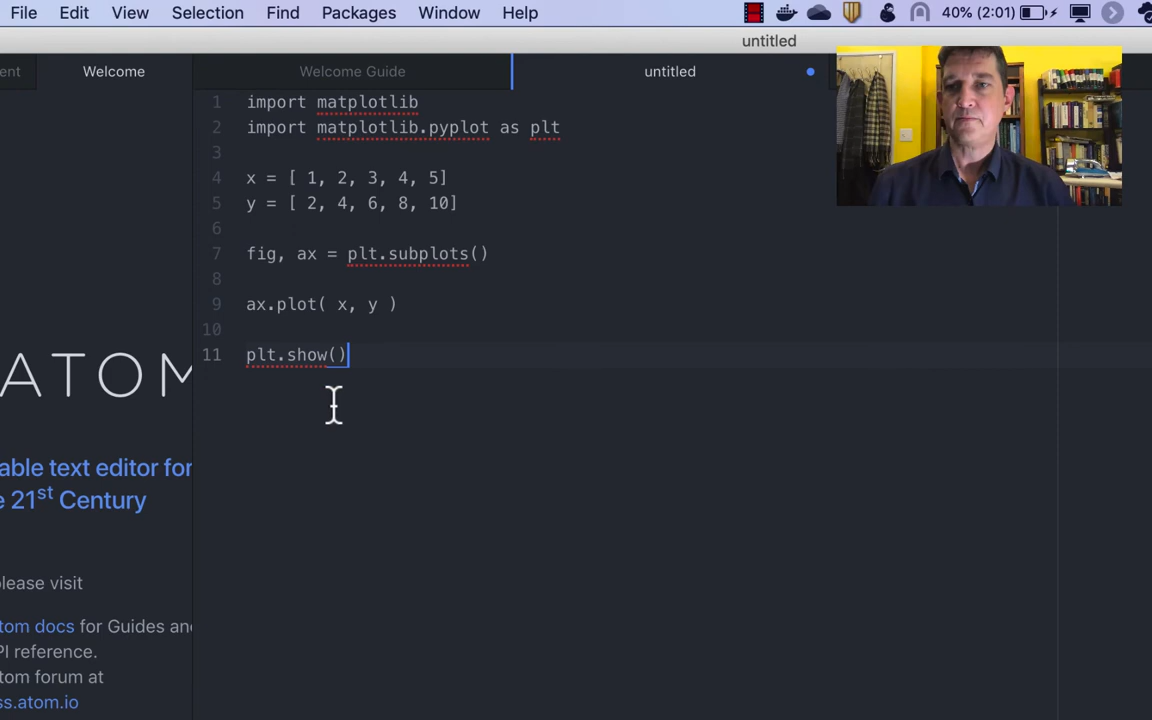 File Edit View Selection Find Packages Window Help 40% (2:01)
untitled
ent Welcome Welcome Guide untitled
1 import matplotlib
2 import matplotlib.pyplot as plt
3
4 x = [ 1, 2, 3, 4, 5]
5 y = [ 2, 4, 6, 8, 10]
6
7 fig, ax = plt.subplots()
8
9 ax.plot( x, y )
10
11 plt.show()
ATOM
able text editor for
e 21st Century
lease visit
tom docs for Guides and
PI reference.
tom forum at
ss.atom.io